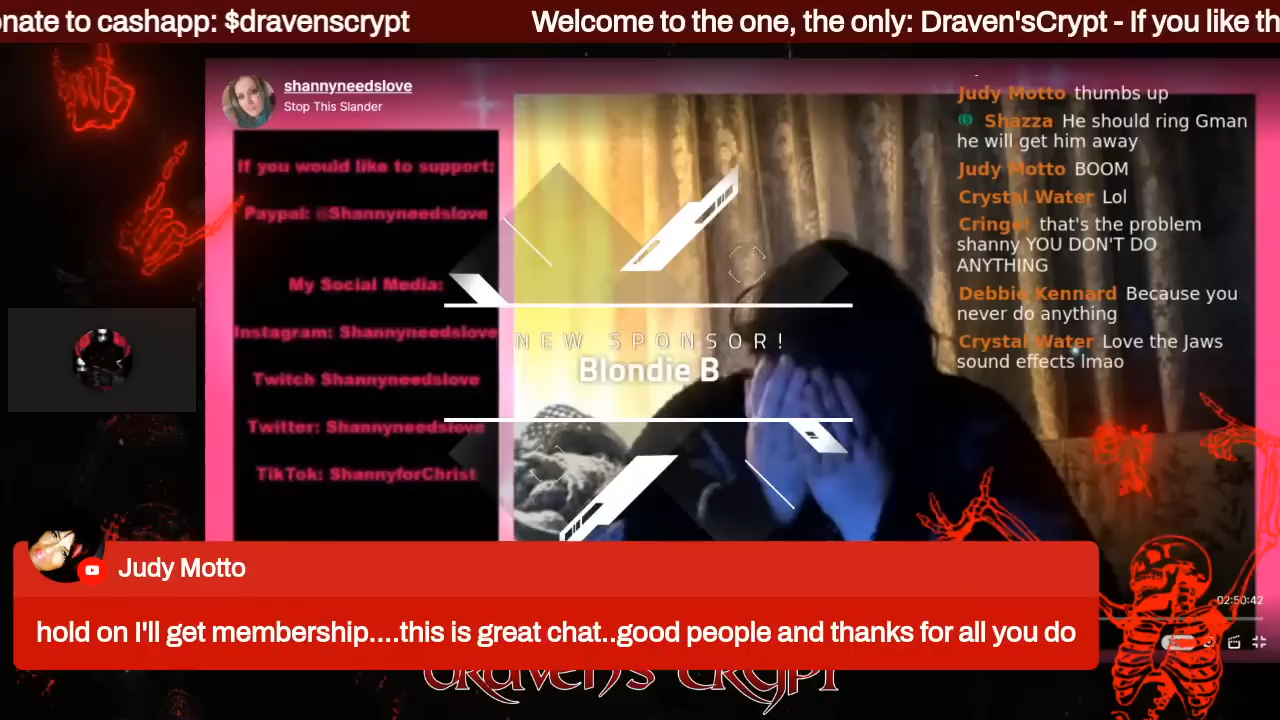 nate to cashapp: $dravenscrypt
Welcome to the one, the only: Draven'sCrypt - If you like th
shannyneedslove
Stop This Slander
If you would like to support:
Paypal: @Shannyneedslove
My Social Media:
Instagram: Shannyneedslove
Twitch Shannyneedslove
Twitter: Shannyneedslove
TikTok: ShannyforChrist
NEW SPONSOR!
Blondie B
Judy Motto thumbs up
Shazza He should ring Gman
he will get him away
Judy Motto BOOM
Crystal Water Lol
Cringe! that's the problem
shanny YOU DON'T DO
ANYTHING
Debbie Kennard Because you
never do anything
Crystal Water Love the Jaws
sound effects lmao
02:50:42
Judy Motto
hold on I'll get membership....this is great chat..good people and thanks for all you do
Draven's Crypt